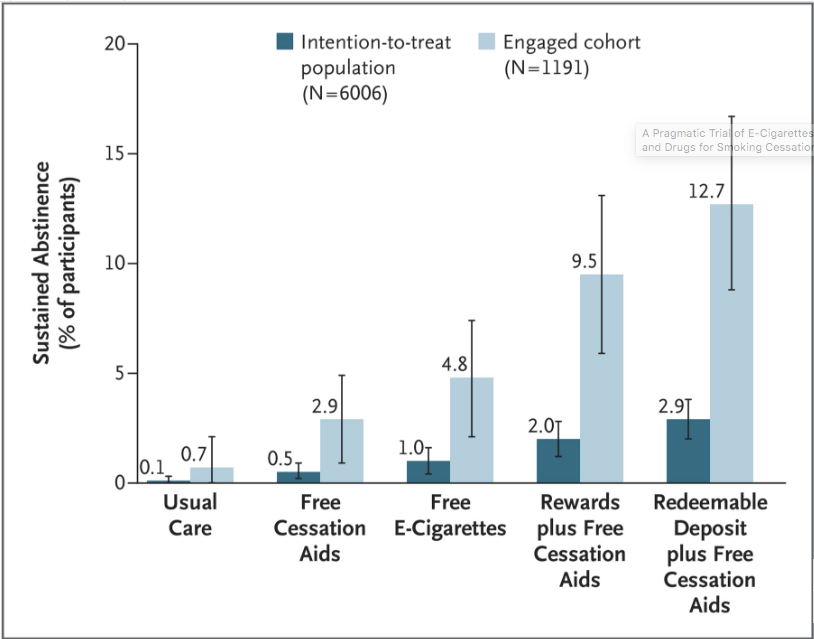 20
15
10
5
0
Sustained Abstinence
(% of participants)
Intention-to-treat
population
(N=6006)
Engaged cohort
(N=1191)
A Pragmatic Trial of E-Cigarettes
and Drugs for Smoking Cessation
0.1
0.7
0.5
2.9
1.0
4.8
2.0
9.5
2.9
12.7
Usual
Care
Free
Cessation
Aids
Free
E-Cigarettes
Rewards
plus Free
Cessation
Aids
Redeemable
Deposit
plus Free
Cessation
Aids